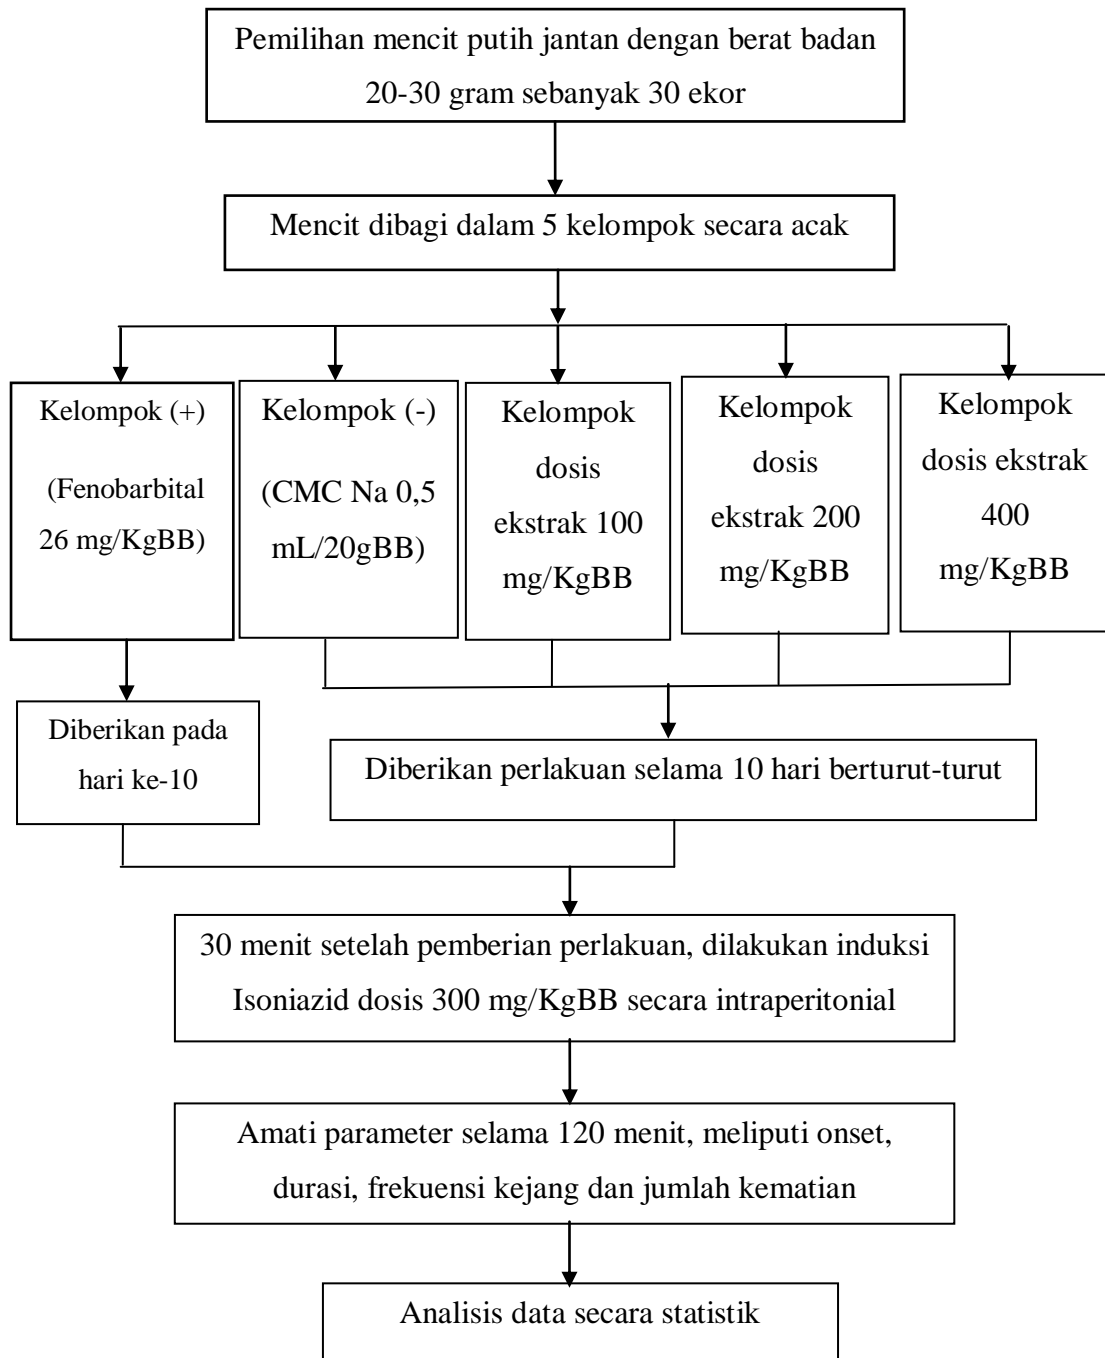 Pemilihan mencit putih jantan dengan berat badan
20-30 gram sebanyak 30 ekor
Mencit dibagi dalam 5 kelompok secara acak
Kelompok (+)
(Fenobarbital
26 mg/KgBB)
Kelompok (-)
(CMC Na 0,5
mL/20gBB)
Kelompok
dosis
ekstrak 100
mg/KgBB
Kelompok
dosis
ekstrak 200
mg/KgBB
Kelompok
dosis ekstrak
400
mg/KgBB
Diberikan pada
hari ke-10
Diberikan perlakuan selama 10 hari berturut-turut
30 menit setelah pemberian perlakuan, dilakukan induksi
Isoniazid dosis 300 mg/KgBB secara intraperitonial
Amati parameter selama 120 menit, meliputi onset,
durasi, frekuensi kejang dan jumlah kematian
Analisis data secara statistik